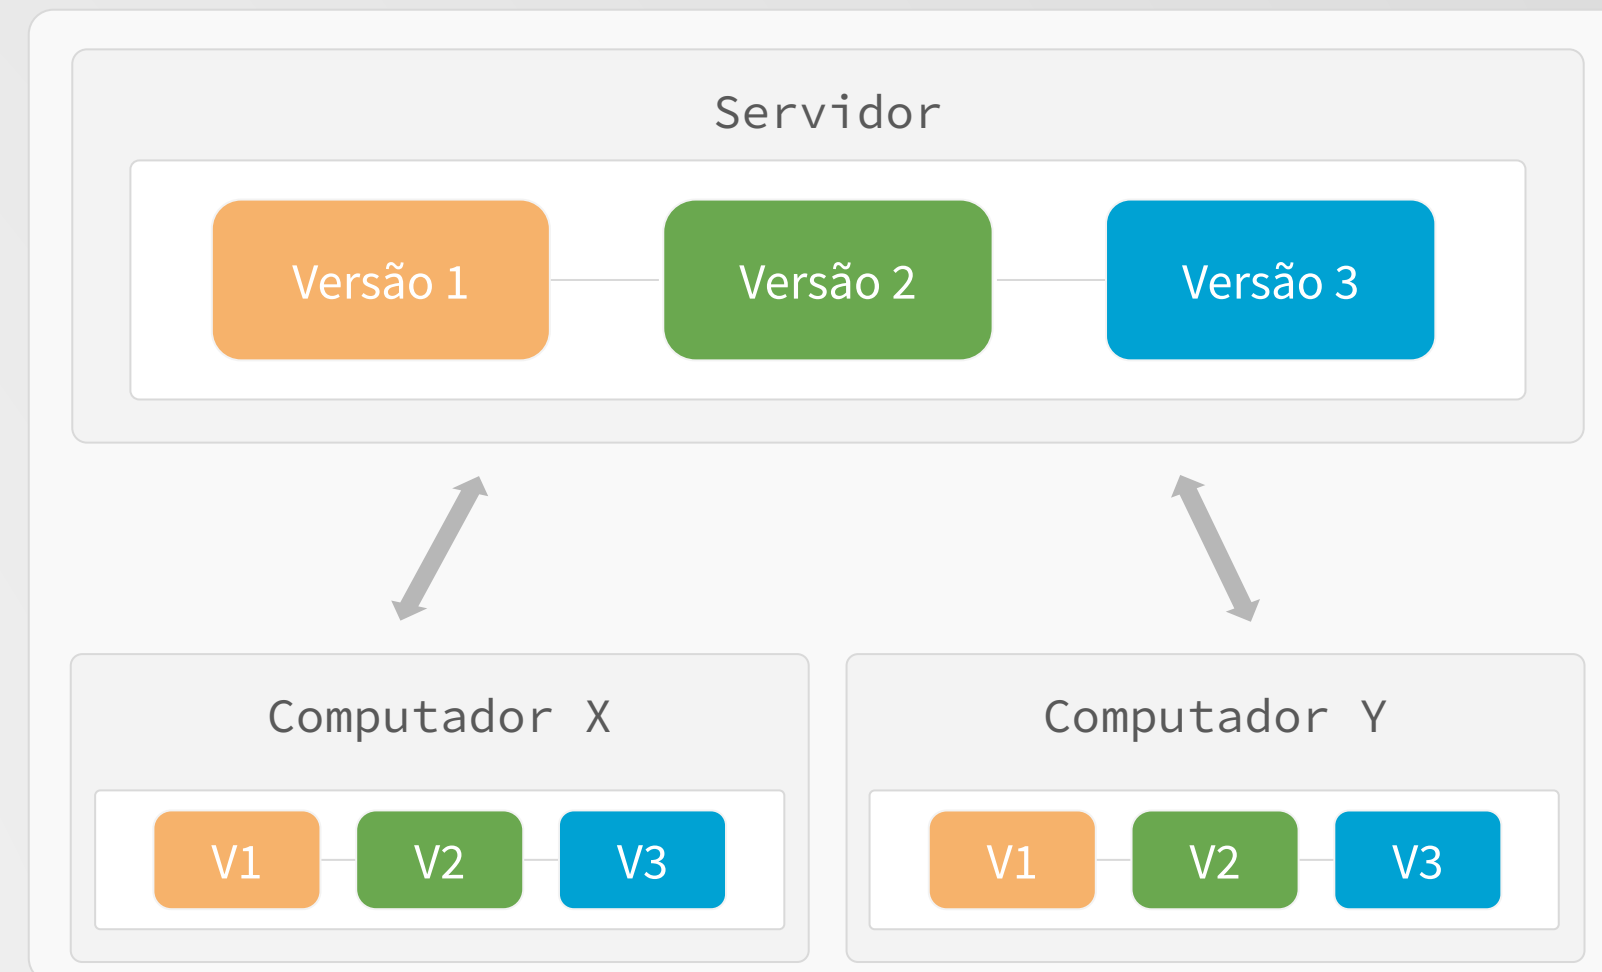 Servidor
Versão 1
Versão 2
Versão 3
Computador X
Computador Y
V1
V2
V3
V1
V2
V3